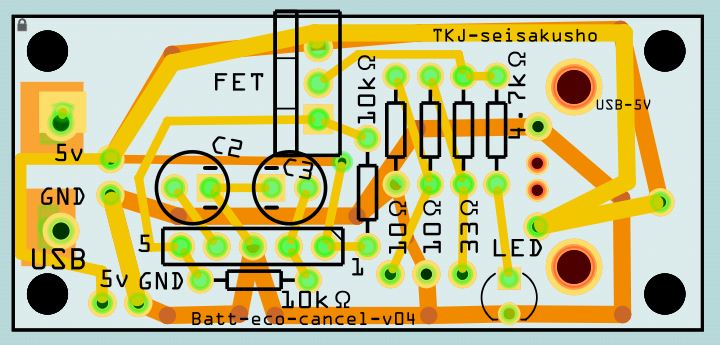 TKJ-seisakusho
FET
10kΩ
4.7kΩ
USB-5V
C2
C3
5v
GND
USB
10Ω
10Ω
33Ω
5
1
LED
5v GND
10kΩ
Batt-eco-cancel-v04